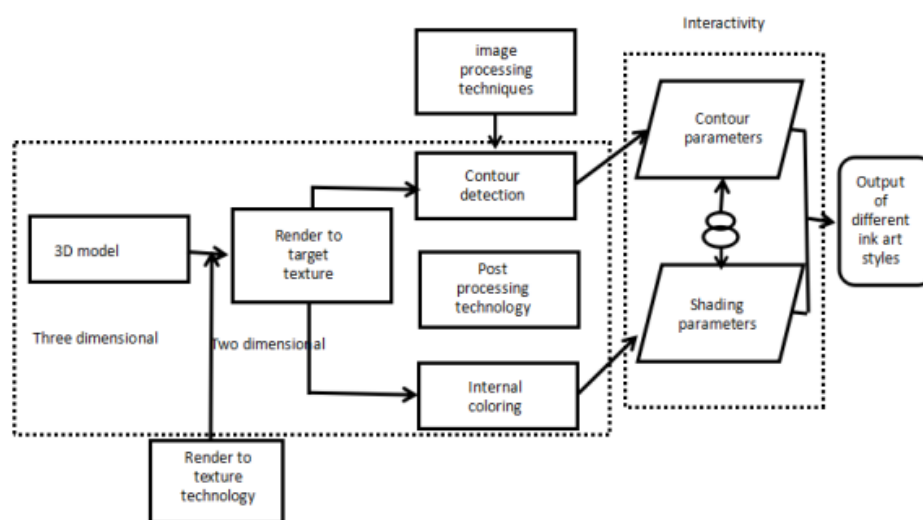 Interactivity
image
processing
techniques
Contour
parameters
Contour
detection
Output
of
different
ink art
styles
3D model
Render to
target
texture
Post
processing
technology
Shading
parameters
Three dimensional
Two dimensional
Internal
coloring
Render to
texture
technology